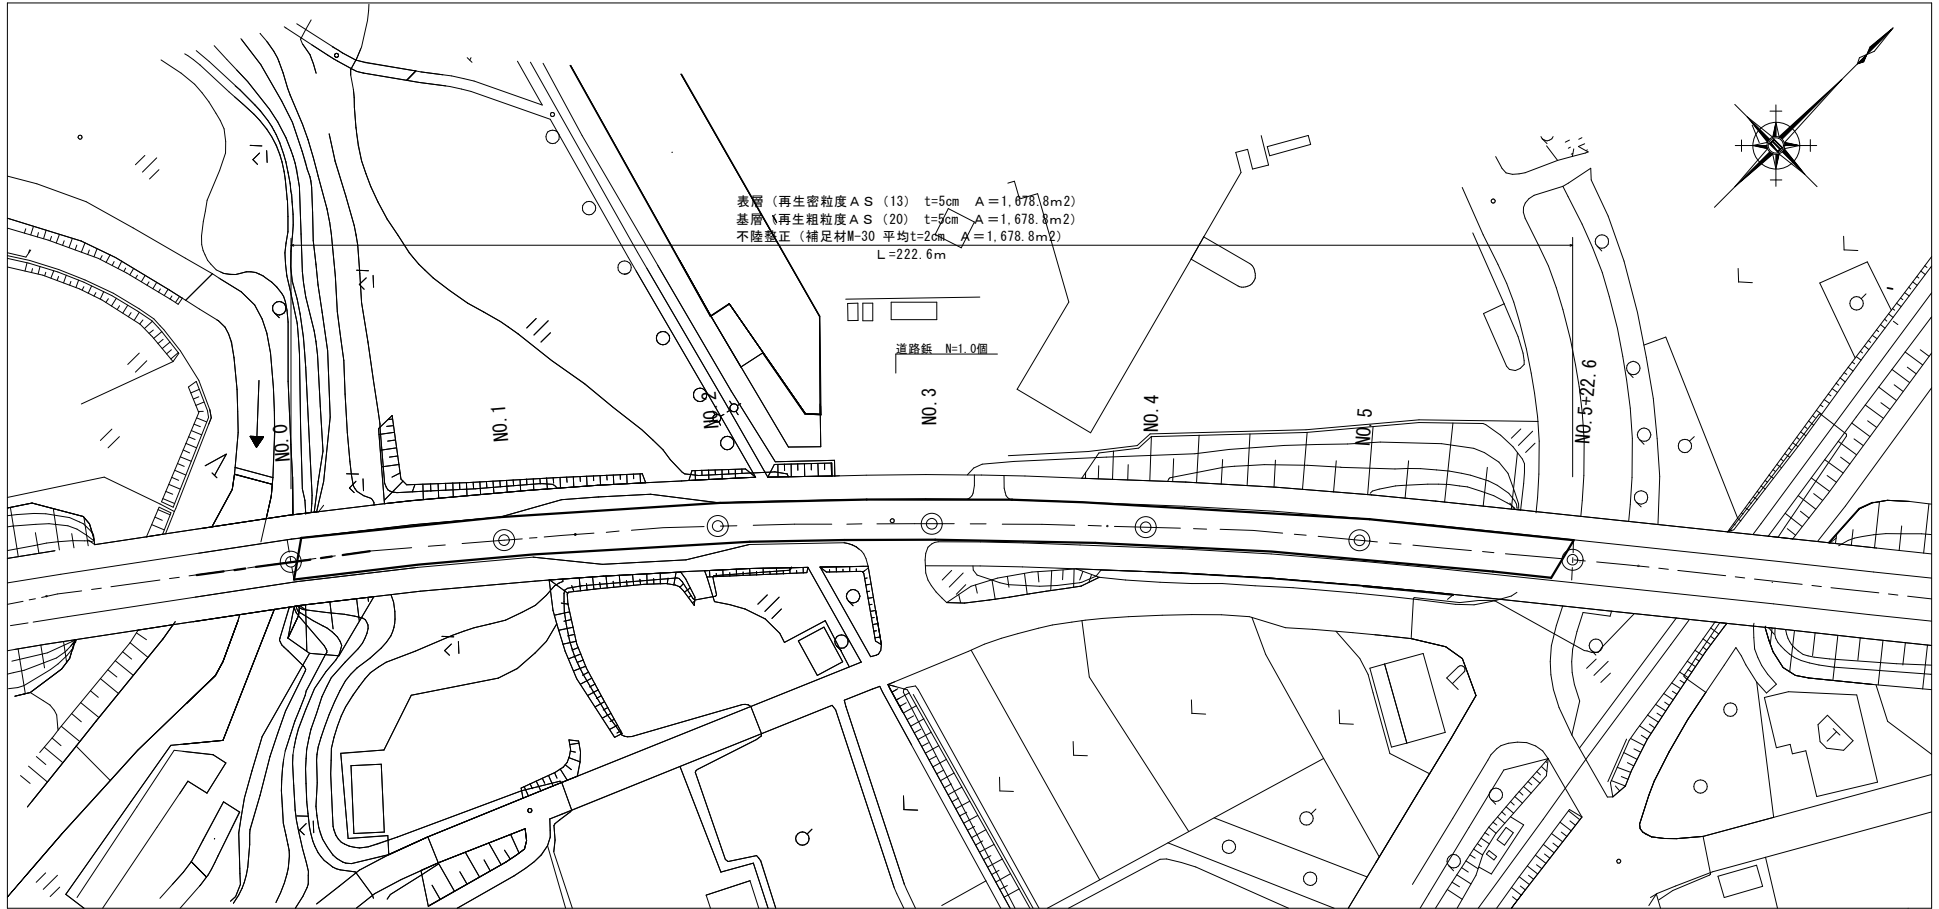 表層（再生密粒度ＡＳ（13） t=5cm Ａ＝1,678.8m2）
基層（再生粗粒度ＡＳ（20） t=5cm Ａ＝1,678.8m2）
不陸整正（補足材M-30 平均t=2cm Ａ＝1,678.8m2）
Ｌ=222.6m
道路鋲 N=1.0個
NO.0
NO.1
NO.2
NO.3
NO.4
NO.5
NO.5+22.6